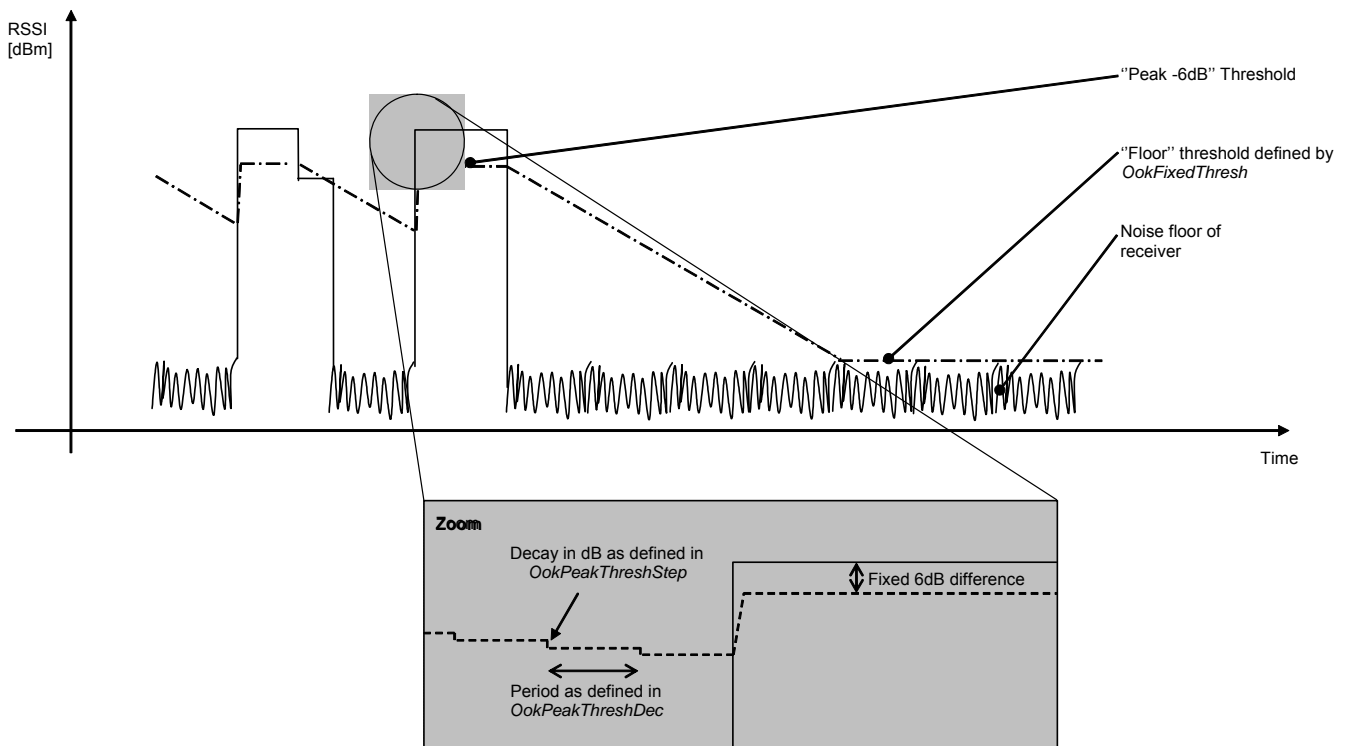 RSSI
[dBm]
‘’Peak -6dB’’ Threshold
‘’Floor’’ threshold defined by
OokFixedThresh
Noise floor of
receiver
Time
Zoom
Decay in dB as defined in
OokPeakThreshStep
Fixed 6dB difference
Period as defined in
OokPeakThreshDec